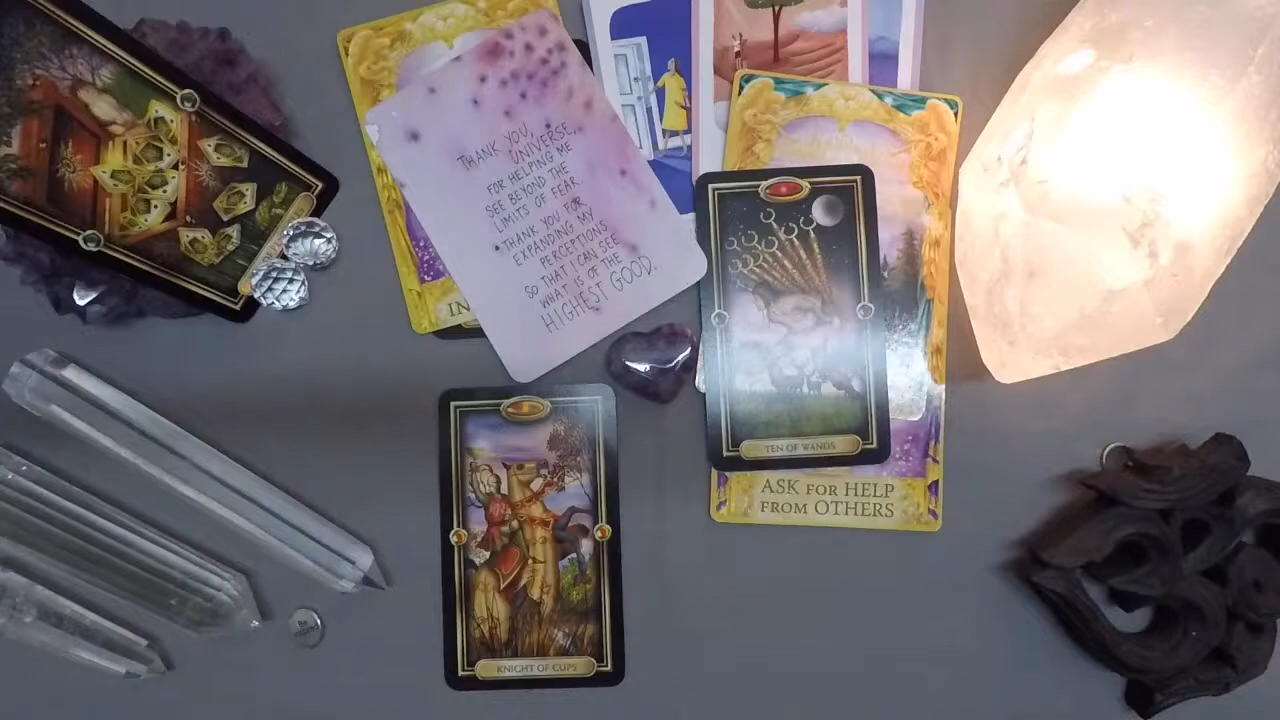 THANK YOU,
UNIVERSE,
FOR HELPING ME
SEE BEYOND THE
LIMITS OF FEAR.
THANK YOU FOR
EXPANDING MY
PERCEPTIONS
SO THAT I CAN SEE
WHAT IS OF THE
HIGHEST GOOD.
IN
TEN OF WANDS
ASK FOR HELP
FROM OTHERS
KNIGHT OF CUPS
Be